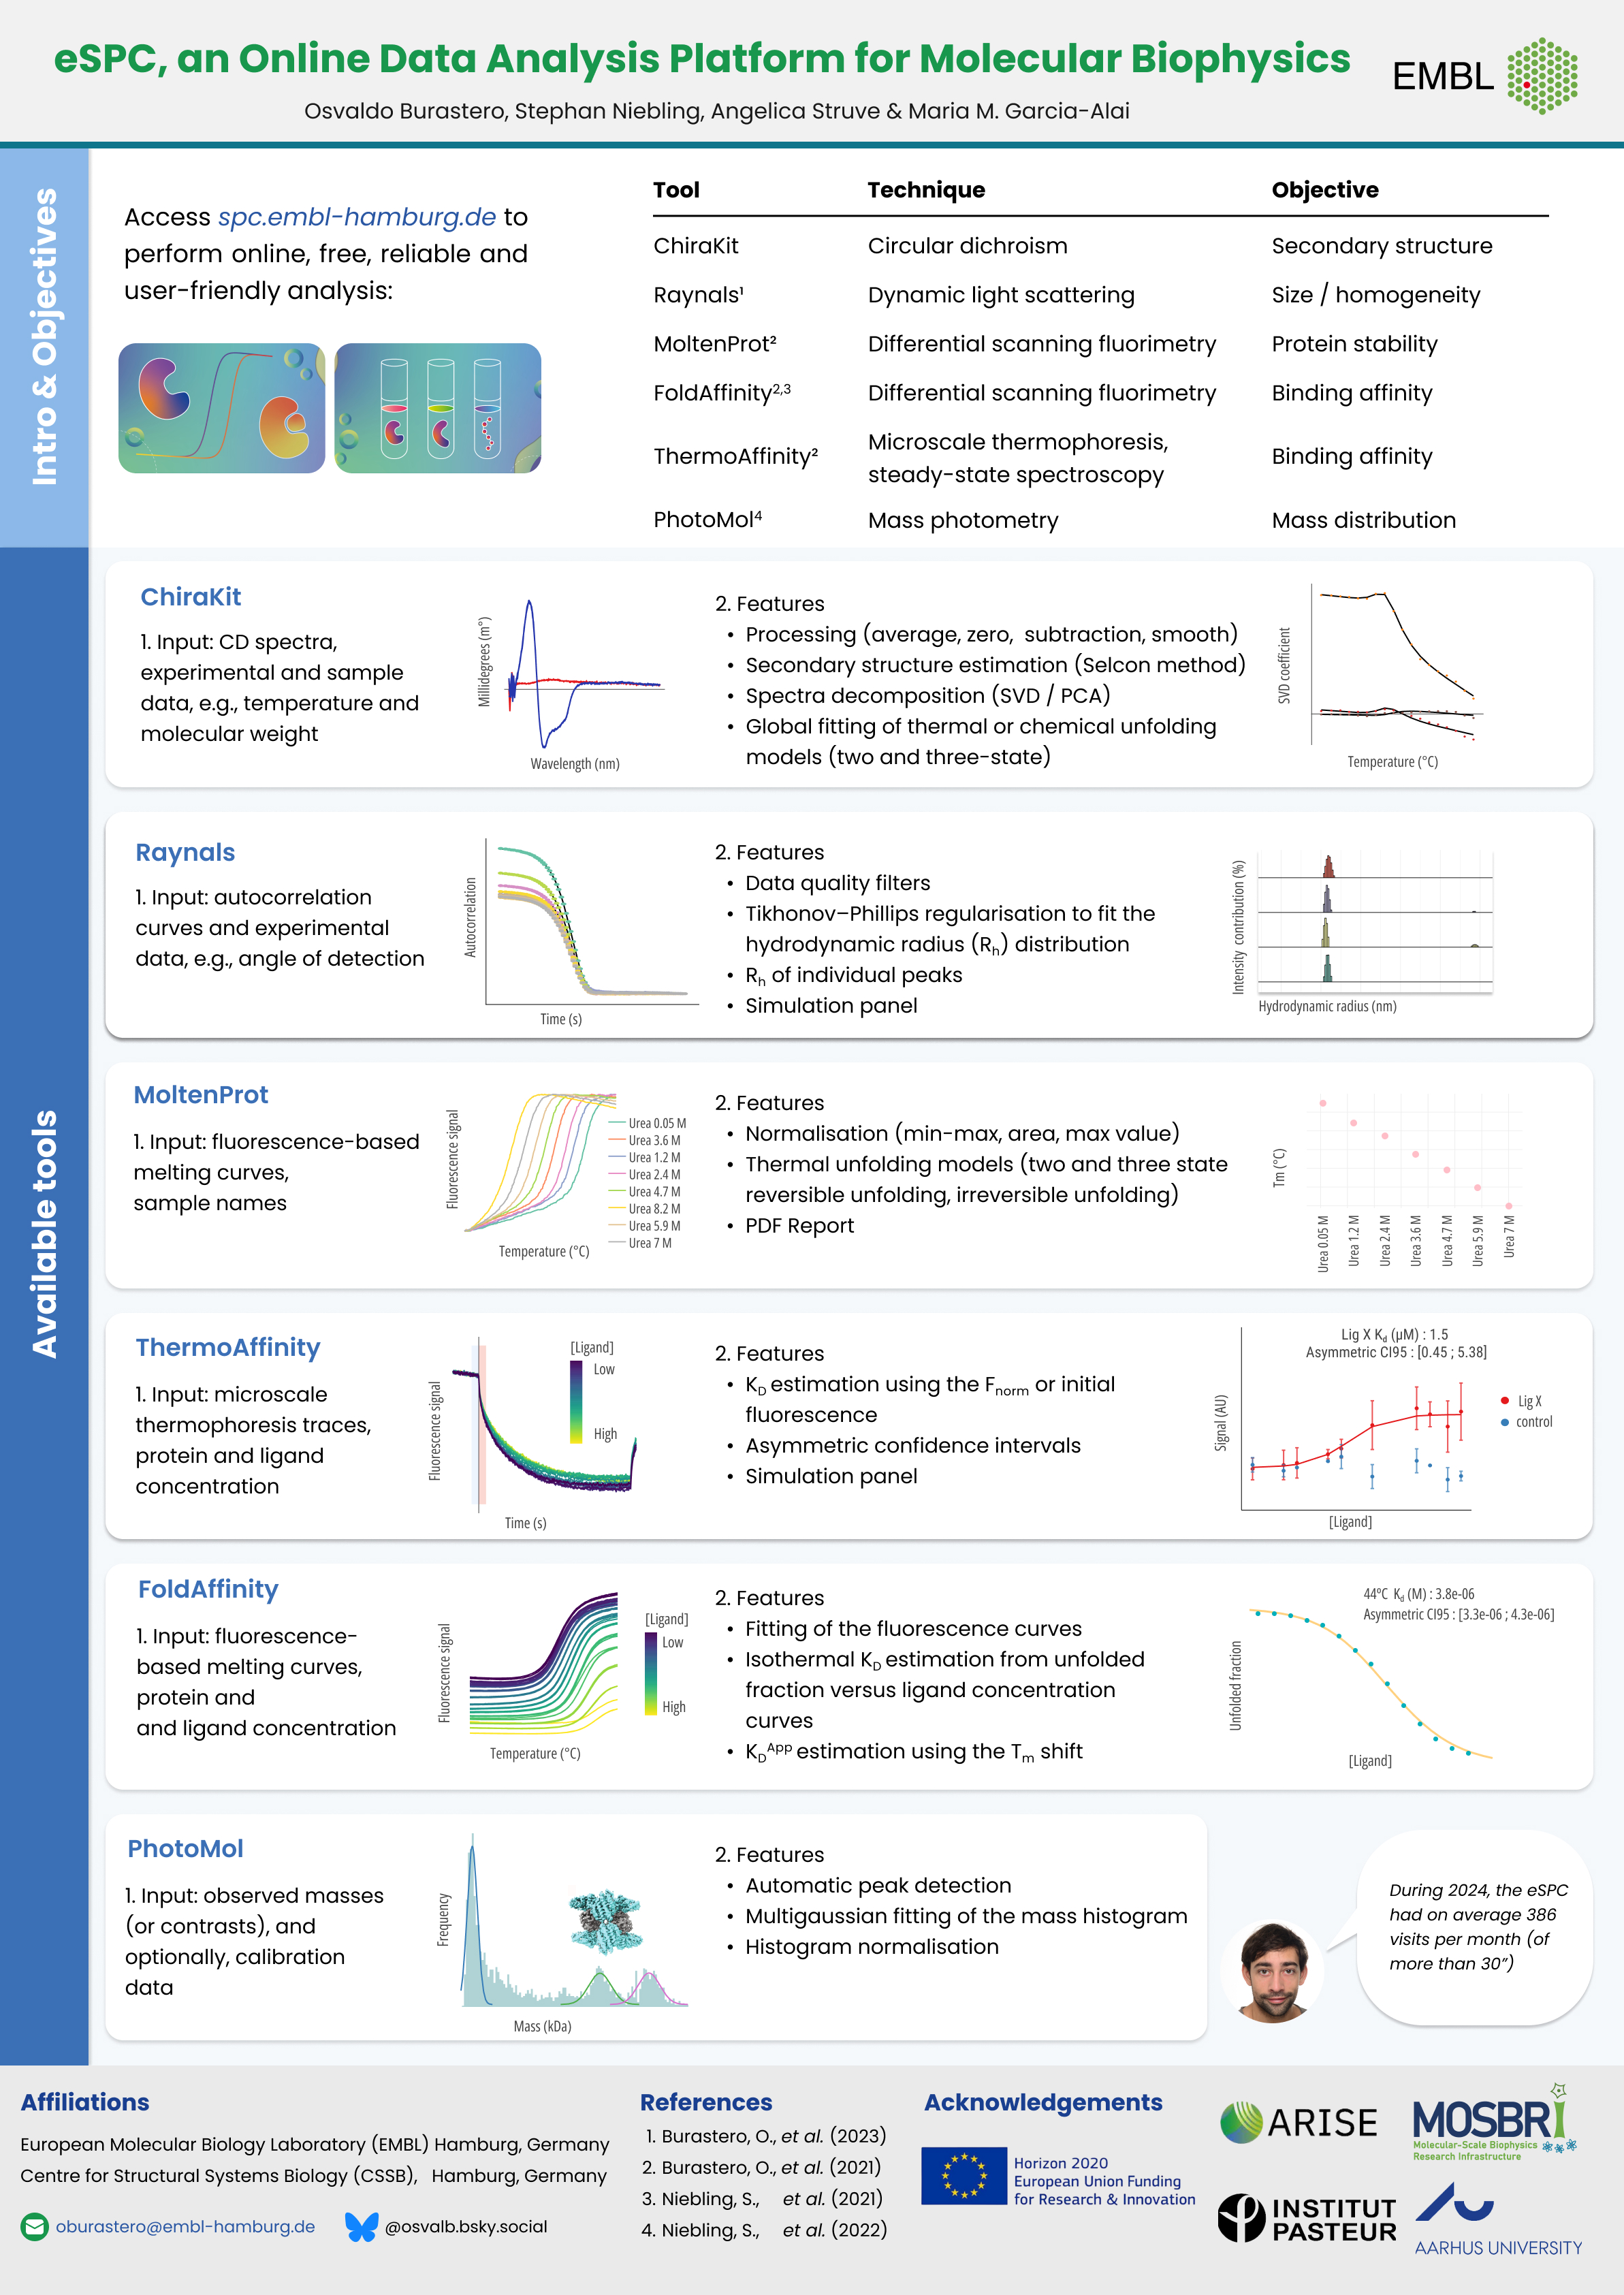 eSPC, an Online Data Analysis Platform for Molecular Biophysics
Osvaldo Burastero, Stephan Niebling, Angelica Struve & Maria M. Garcia-Alai
EMBL
Intro & Objectives
Access spc.embl-hamburg.de to
perform online, free, reliable and
user-friendly analysis:
Tool Technique Objective
ChiraKit Circular dichroism Secondary structure
Raynals¹ Dynamic light scattering Size / homogeneity
MoltenProt² Differential scanning fluorimetry Protein stability
FoldAffinity²,³ Differential scanning fluorimetry Binding affinity
ThermoAffinity² Microscale thermophoresis, steady-state spectroscopy Binding affinity
PhotoMol⁴ Mass photometry Mass distribution
Available tools
ChiraKit
1. Input: CD spectra,
experimental and sample
data, e.g., temperature and
molecular weight
Millidegrees (m°)
Wavelength (nm)
2. Features
• Processing (average, zero, subtraction, smooth)
• Secondary structure estimation (Selcon method)
• Spectra decomposition (SVD / PCA)
• Global fitting of thermal or chemical unfolding
models (two and three-state)
SVD coefficient
Temperature (°C)
Raynals
1. Input: autocorrelation
curves and experimental
data, e.g., angle of detection
Autocorrelation
Time (s)
2. Features
• Data quality filters
• Tikhonov–Phillips regularisation to fit the
hydrodynamic radius (Rh) distribution
• Rh of individual peaks
• Simulation panel
Intensity contribution (%)
Hydrodynamic radius (nm)
MoltenProt
1. Input: fluorescence-based
melting curves,
sample names
Fluorescence signal
Temperature (°C)
Urea 0.05 M
Urea 3.6 M
Urea 1.2 M
Urea 2.4 M
Urea 4.7 M
Urea 8.2 M
Urea 5.9 M
Urea 7 M
2. Features
• Normalisation (min-max, area, max value)
• Thermal unfolding models (two and three state
reversible unfolding, irreversible unfolding)
• PDF Report
Tm (°C)
Urea 0.05 M
Urea 1.2 M
Urea 2.4 M
Urea 3.6 M
Urea 4.7 M
Urea 5.9 M
Urea 7 M
ThermoAffinity
1. Input: microscale
thermophoresis traces,
protein and ligand
concentration
Fluorescence signal
Time (s)
[Ligand]
Low
High
2. Features
• KD estimation using the Fnorm or initial
fluorescence
• Asymmetric confidence intervals
• Simulation panel
Lig X Kd (µM) : 1.5
Asymmetric CI95 : [0.45 ; 5.38]
Signal (AU)
Lig X
control
[Ligand]
FoldAffinity
1. Input: fluorescence-
based melting curves,
protein and
and ligand concentration
Fluorescence signal
Temperature (°C)
[Ligand]
Low
High
2. Features
• Fitting of the fluorescence curves
• Isothermal KD estimation from unfolded
fraction versus ligand concentration
curves
• KD App estimation using the Tm shift
44°C Kd (M) : 3.8e-06
Asymmetric CI95 : [3.3e-06 ; 4.3e-06]
Unfolded fraction
[Ligand]
PhotoMol
1. Input: observed masses
(or contrasts), and
optionally, calibration
data
Frequency
Mass (kDa)
2. Features
• Automatic peak detection
• Multigaussian fitting of the mass histogram
• Histogram normalisation
During 2024, the eSPC
had on average 386
visits per month (of
more than 30”)
Affiliations
European Molecular Biology Laboratory (EMBL) Hamburg, Germany
Centre for Structural Systems Biology (CSSB), Hamburg, Germany
oburastero@embl-hamburg.de @osvalb.bsky.social
References
1. Burastero, O., et al. (2023)
2. Burastero, O., et al. (2021)
3. Niebling, S., et al. (2021)
4. Niebling, S., et al. (2022)
Acknowledgements
Horizon 2020
European Union Funding
for Research & Innovation
ARISE
MOSBRI
Molecular-Scale Biophysics
Research Infrastructure
INSTITUT
PASTEUR
AARHUS UNIVERSITY